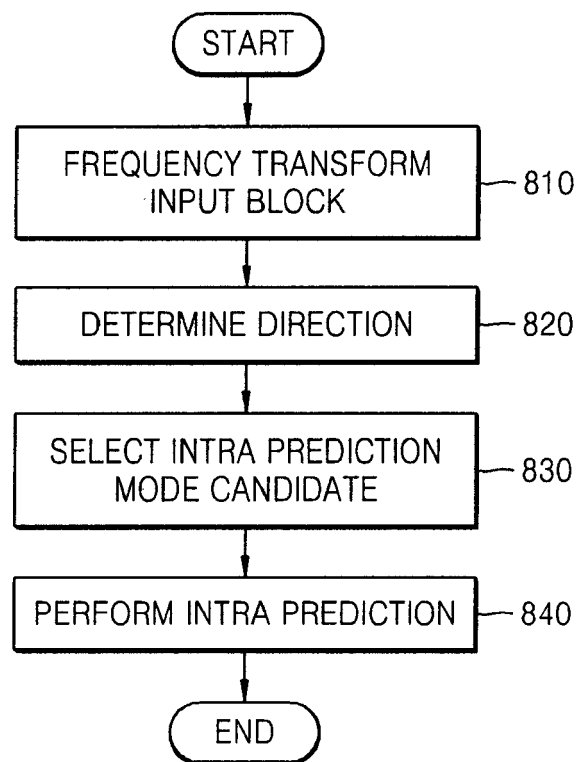 START
FREQUENCY TRANSFORM
INPUT BLOCK
810
DETERMINE DIRECTION
820
SELECT INTRA PREDICTION
MODE CANDIDATE
830
PERFORM INTRA PREDICTION
840
END